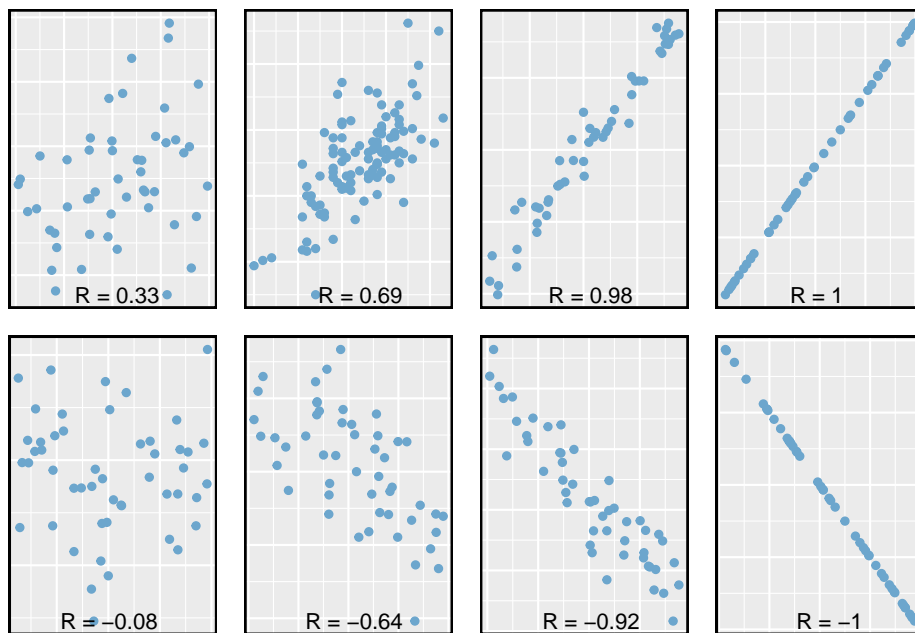 R = 0.33
R = 0.69
R = 0.98
R = 1
R = −0.08
R = −0.64
R = −0.92
R = −1